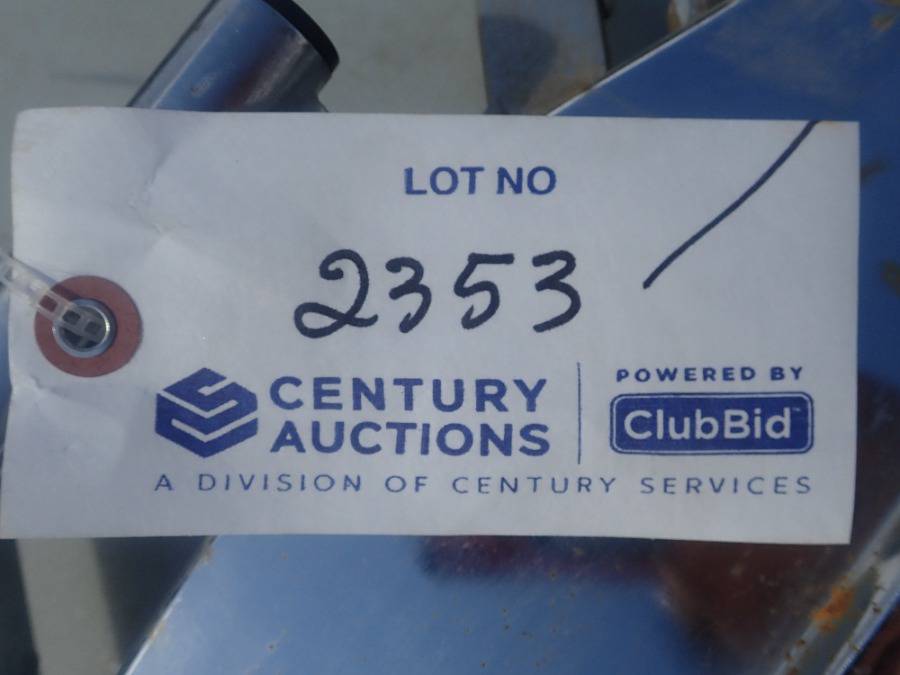 LOT NO
2353
CENTURY
AUCTIONS
POWERED BY
ClubBid™
A DIVISION OF CENTURY SERVICES